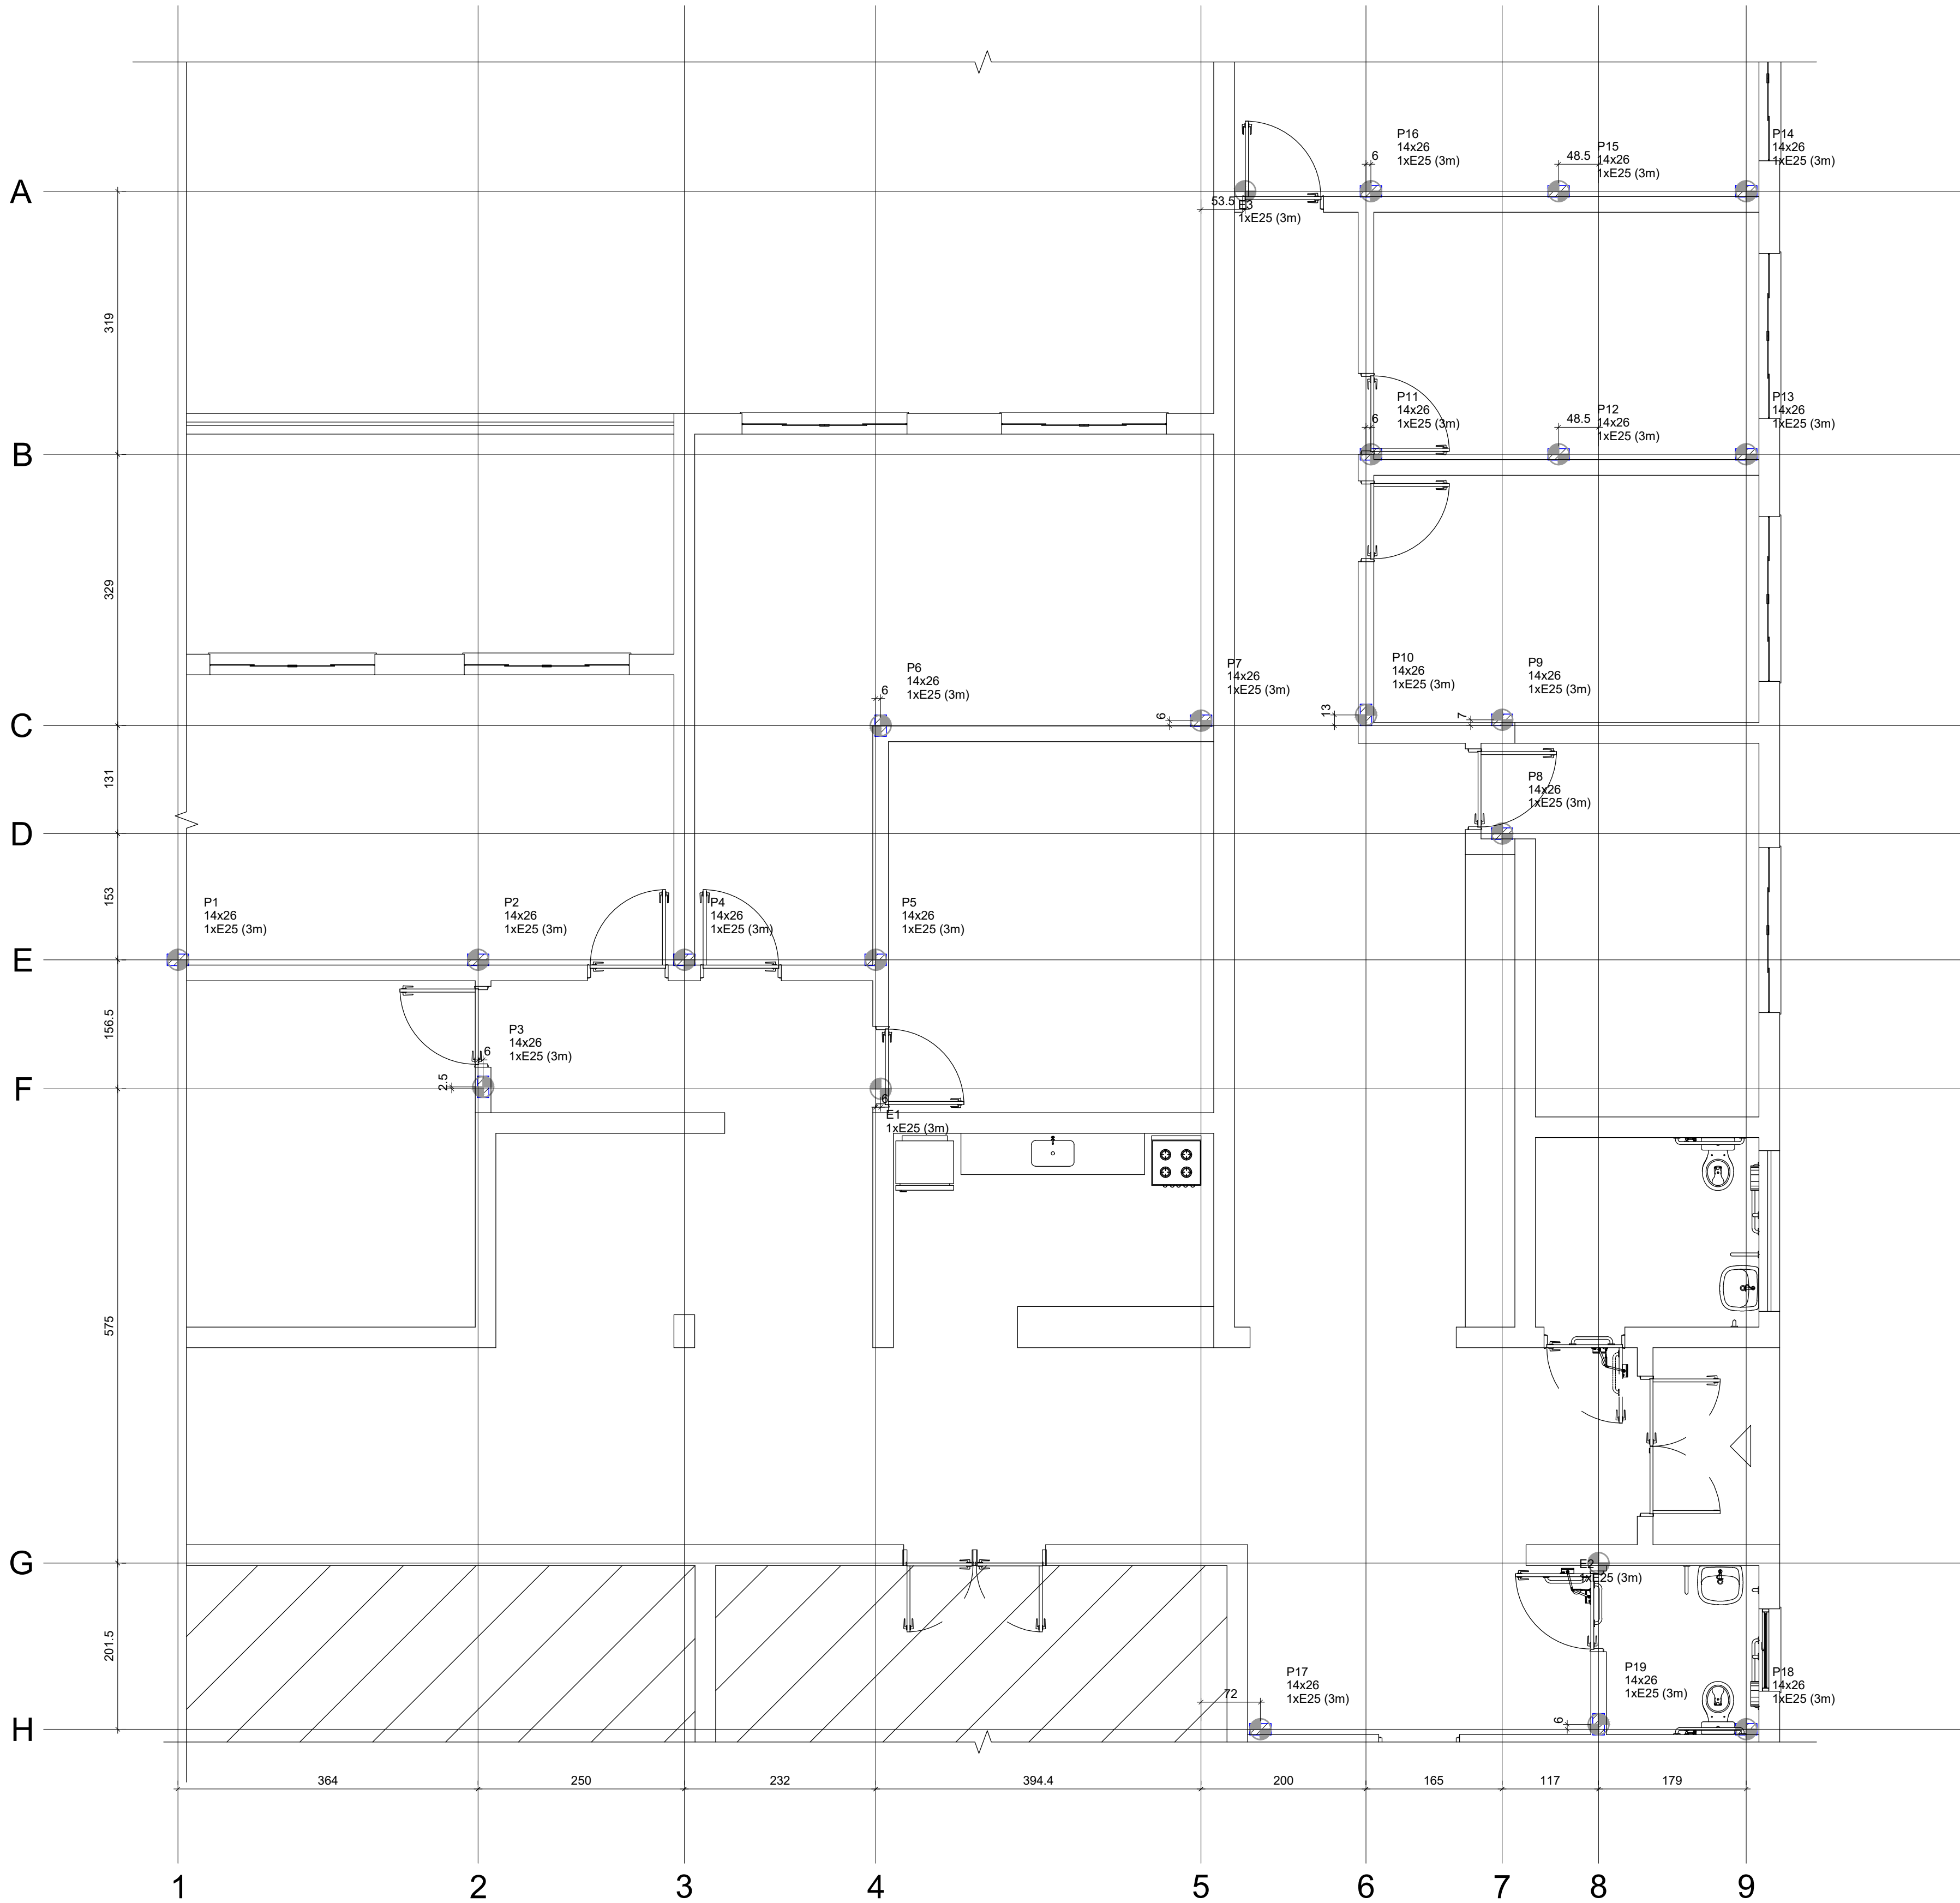 P16
14x26
1xE25 (3m)
6
48.5
P15
14x26
1xE25 (3m)
P14
14x26
1xE25 (3m)
A
53.5
E3
1xE25 (3m)
319
P11
14x26
1xE25 (3m)
6
48.5
P12
14x26
1xE25 (3m)
P13
14x26
1xE25 (3m)
B
329
P6
14x26
1xE25 (3m)
6
P7
14x26
1xE25 (3m)
6
P10
14x26
1xE25 (3m)
13
P9
14x26
1xE25 (3m)
7
C
131
P8
14x26
1xE25 (3m)
D
153
P1
14x26
1xE25 (3m)
P2
14x26
1xE25 (3m)
P4
14x26
1xE25 (3m)
P5
14x26
1xE25 (3m)
E
156.5
P3
14x26
1xE25 (3m)
6
2.5
F
6
E1
1xE25 (3m)
575
G
E2
1xE25 (3m)
201.5
P17
14x26
1xE25 (3m)
72
P19
14x26
1xE25 (3m)
6
P18
14x26
1xE25 (3m)
H
364
250
232
394.4
200
165
117
179
1
2
3
4
5
6
7
8
9